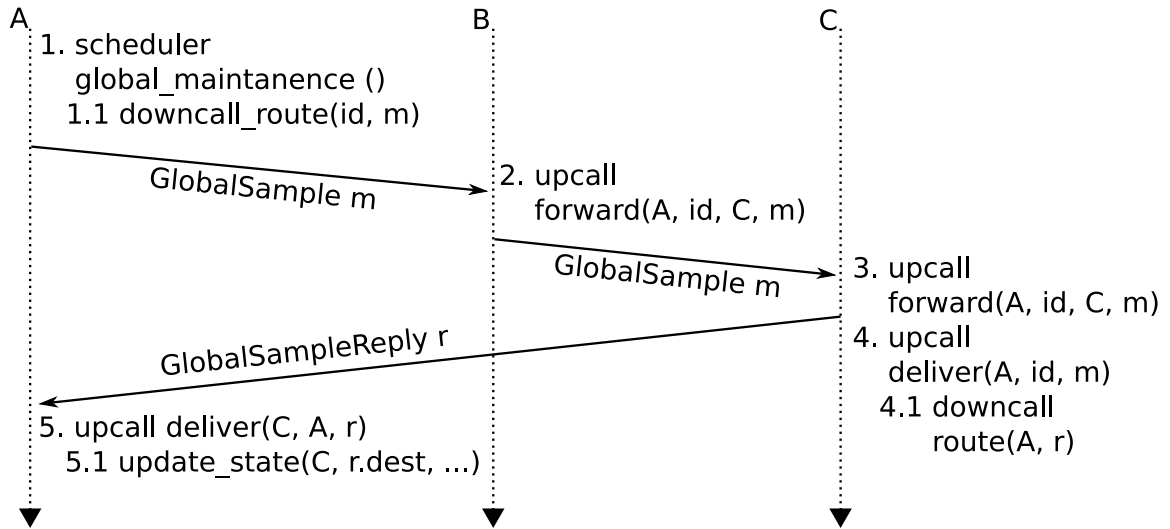 A
B
C
1. scheduler
global_maintanence ()
1.1 downcall_route(id, m)
GlobalSample m
2. upcall
forward(A, id, C, m)
GlobalSample m
3. upcall
forward(A, id, C, m)
GlobalSampleReply r
4. upcall
deliver(A, id, m)
4.1 downcall
route(A, r)
5. upcall deliver(C, A, r)
5.1 update_state(C, r.dest, ...)